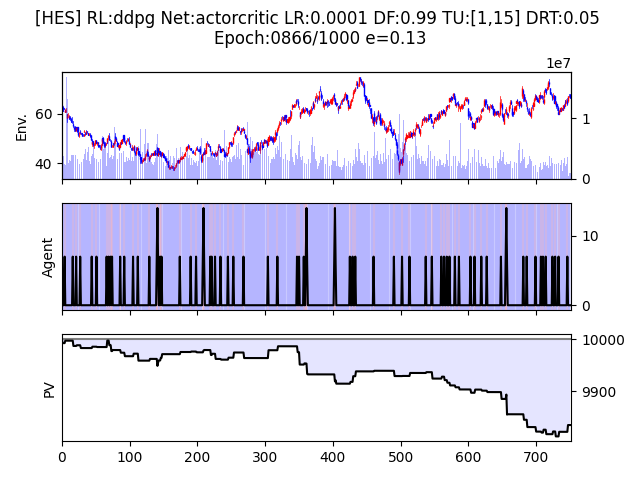 [HES] RL:ddpg Net:actorcritic LR:0.0001 DF:0.99 TU:[1,15] DRT:0.05
Epoch:0866/1000 e=0.13
1e7
Env.
60
40
1
0
Agent
10
0
PV
10000
9900
0 100 200 300 400 500 600 700